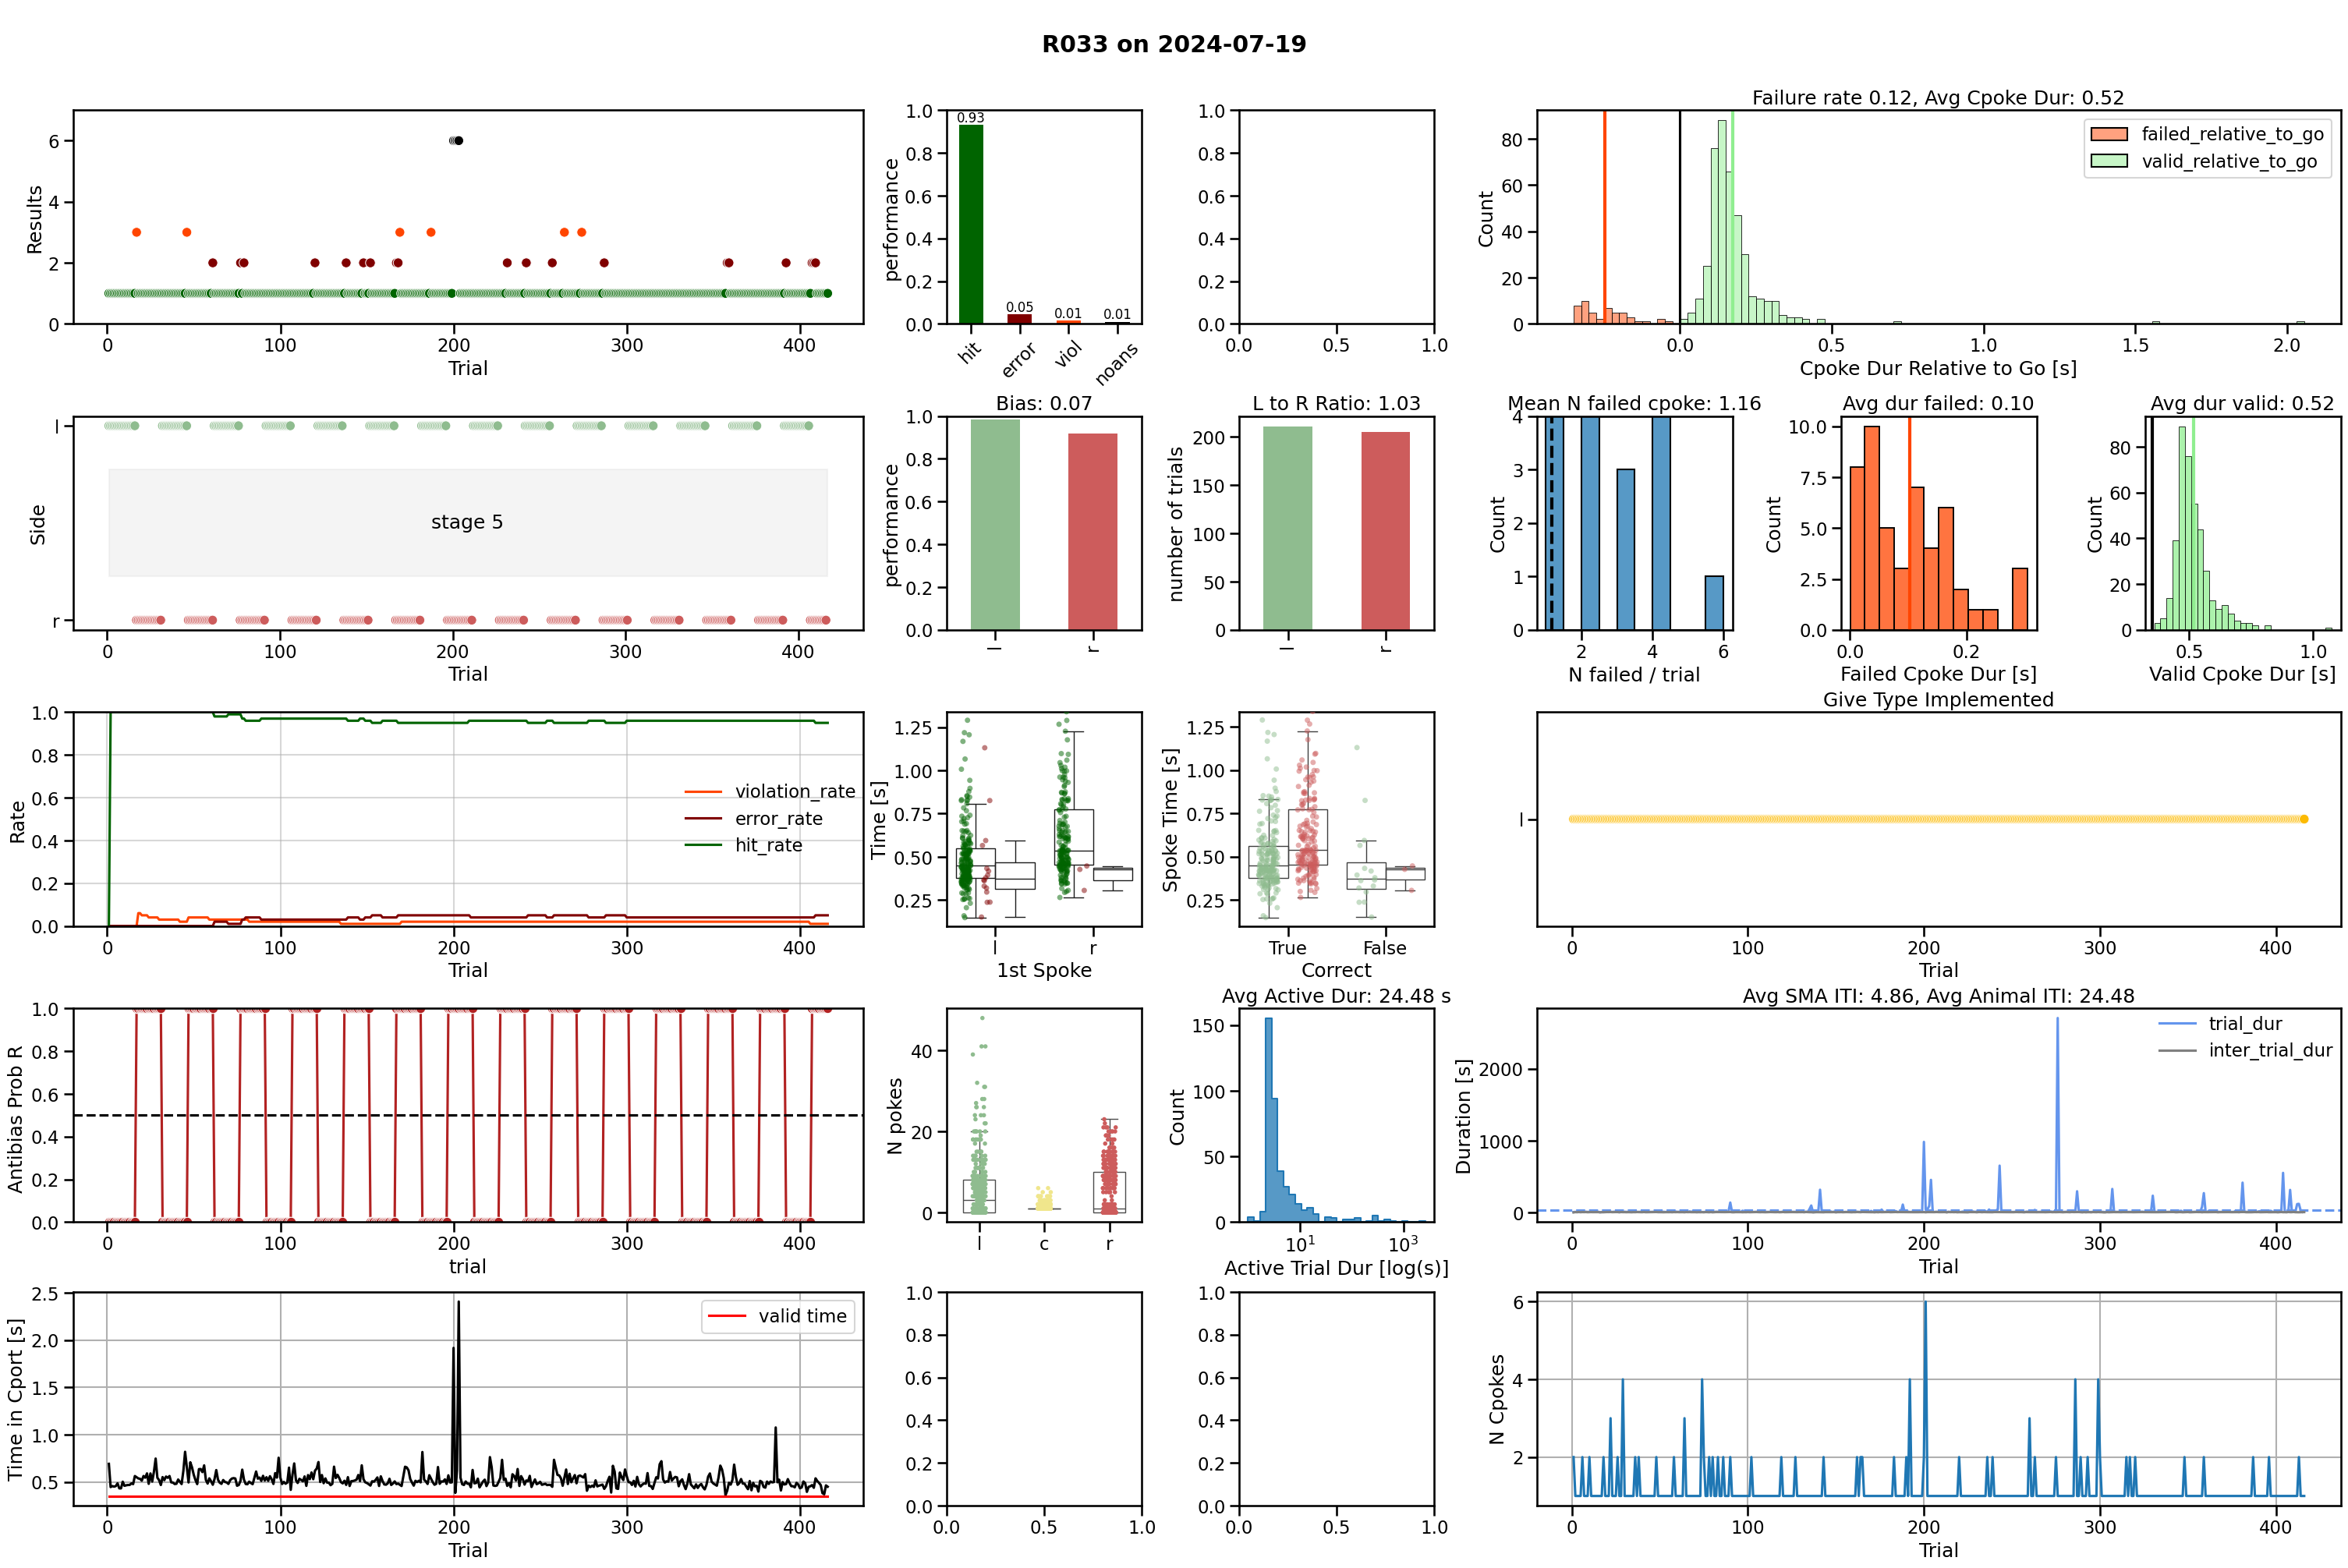 R033 on 2024-07-19
Results
0
2
4
6
0
100
200
300
400
Trial
performance
0.0
0.2
0.4
0.6
0.8
1.0
0.93
0.05
0.01
0.01
hit
error
viol
noans
0.0
0.2
0.4
0.6
0.8
1.0
0.0
0.5
1.0
Failure rate 0.12, Avg Cpoke Dur: 0.52
failed_relative_to_go
valid_relative_to_go
Count
0
20
40
60
80
0.0
0.5
1.0
1.5
2.0
Cpoke Dur Relative to Go [s]
Side
l
r
stage 5
0
100
200
300
400
Trial
Bias: 0.07
performance
0.0
0.2
0.4
0.6
0.8
1.0
l
r
L to R Ratio: 1.03
number of trials
0
50
100
150
200
l
r
Mean N failed cpoke: 1.16
Count
0
1
2
3
4
2
4
6
N failed / trial
Avg dur failed: 0.10
Count
0.0
2.5
5.0
7.5
10.0
0.0
0.2
Failed Cpoke Dur [s]
Avg dur valid: 0.52
Count
0
20
40
60
80
0.5
1.0
Valid Cpoke Dur [s]
Rate
0.0
0.2
0.4
0.6
0.8
1.0
violation_rate
error_rate
hit_rate
0
100
200
300
400
Trial
Time [s]
0.25
0.50
0.75
1.00
1.25
l
r
1st Spoke
Spoke Time [s]
0.25
0.50
0.75
1.00
1.25
True
False
Correct
Give Type Implemented
l
0
100
200
300
400
Trial
Antibias Prob R
0.0
0.2
0.4
0.6
0.8
1.0
0
100
200
300
400
trial
N pokes
0
20
40
l
c
r
Avg Active Dur: 24.48 s
Count
0
50
100
150
10¹
10³
Active Trial Dur [log(s)]
Avg SMA ITI: 4.86, Avg Animal ITI: 24.48
trial_dur
inter_trial_dur
Duration [s]
0
1000
2000
0
100
200
300
400
Trial
Time in Cport [s]
0.5
1.0
1.5
2.0
2.5
valid time
0
100
200
300
400
Trial
0.0
0.2
0.4
0.6
0.8
1.0
0.0
0.5
1.0
0.0
0.2
0.4
0.6
0.8
1.0
0.0
0.5
1.0
N Cpokes
2
4
6
0
100
200
300
400
Trial